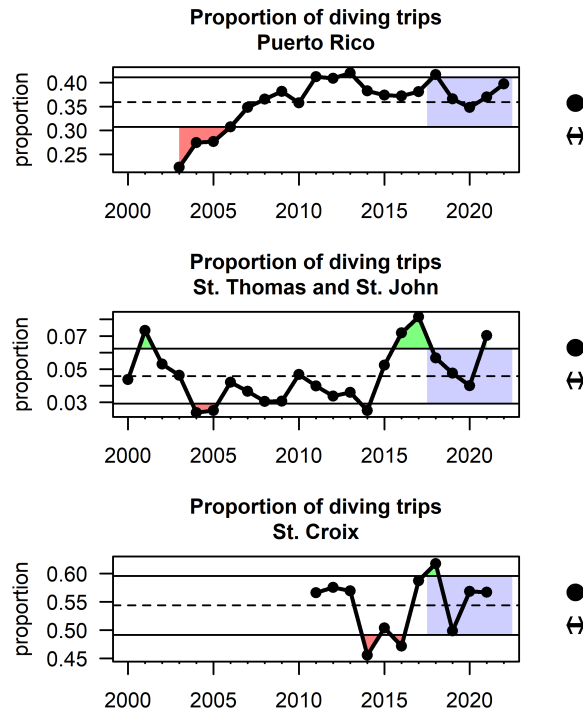 Proportion of diving trips
Puerto Rico
proportion
0.40
0.35
0.30
0.25
2000 2005 2010 2015 2020
Proportion of diving trips
St. Thomas and St. John
proportion
0.07
0.05
0.03
2000 2005 2010 2015 2020
Proportion of diving trips
St. Croix
proportion
0.60
0.55
0.50
0.45
2000 2005 2010 2015 2020